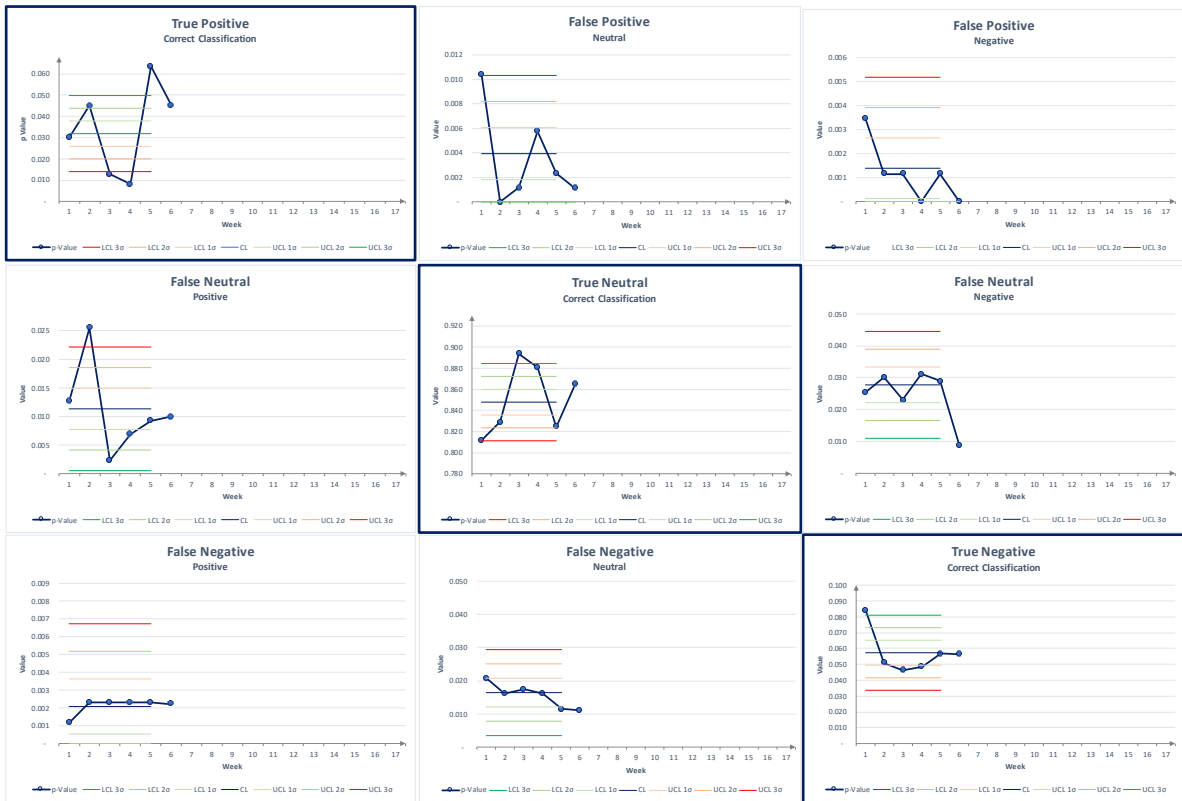 True Positive
Correct Classification
0.060
0.050
0.040
0.030
0.020
0.010
-
p Value
1 2 3 4 5 6 7 8 9 10 11 12 13 14 15 16 17
Week
p-Value LCL 3σ LCL 2σ LCL 1σ CL UCL 1σ UCL 2σ UCL 3σ
False Positive
Neutral
0.012
0.010
0.008
0.006
0.004
0.002
-
Value
1 2 3 4 5 6 7 8 9 10 11 12 13 14 15 16 17
Week
p-Value LCL 3σ LCL 2σ LCL 1σ CL UCL 1σ UCL 2σ UCL 3σ
False Positive
Negative
0.006
0.005
0.004
0.003
0.002
0.001
-
Value
1 2 3 4 5 6 7 8 9 10 11 12 13 14 15 16 17
Week
p-Value LCL 3σ LCL 2σ LCL 1σ CL UCL 1σ UCL 2σ UCL 3σ
False Neutral
Positive
0.025
0.020
0.015
0.010
0.005
-
Value
1 2 3 4 5 6 7 8 9 10 11 12 13 14 15 16 17
Week
p-Value LCL 3σ LCL 2σ LCL 1σ CL UCL 1σ UCL 2σ UCL 3σ
True Neutral
Correct Classification
0.920
0.900
0.880
0.860
0.840
0.820
0.800
0.780
Value
1 2 3 4 5 6 7 8 9 10 11 12 13 14 15 16 17
Week
p-Value LCL 3σ LCL 2σ LCL 1σ CL UCL 1σ UCL 2σ UCL 3σ
False Neutral
Negative
0.050
0.040
0.030
0.020
0.010
-
Value
1 2 3 4 5 6 7 8 9 10 11 12 13 14 15 16 17
Week
p-Value LCL 3σ LCL 2σ LCL 1σ CL UCL 1σ UCL 2σ UCL 3σ
False Negative
Positive
0.009
0.008
0.007
0.006
0.005
0.004
0.003
0.002
0.001
-
Value
1 2 3 4 5 6 7 8 9 10 11 12 13 14 15 16 17
Week
p-Value LCL 3σ LCL 2σ LCL 1σ CL UCL 1σ UCL 2σ UCL 3σ
False Negative
Neutral
0.050
0.040
0.030
0.020
0.010
-
Value
1 2 3 4 5 6 7 8 9 10 11 12 13 14 15 16 17
Week
p-Value LCL 3σ LCL 2σ LCL 1σ CL UCL 1σ UCL 2σ UCL 3σ
True Negative
Correct Classification
0.100
0.090
0.080
0.070
0.060
0.050
0.040
0.030
0.020
0.010
-
Value
1 2 3 4 5 6 7 8 9 10 11 12 13 14 15 16 17
Week
p-Value LCL 3σ LCL 2σ LCL 1σ CL UCL 1σ UCL 2σ UCL 3σ